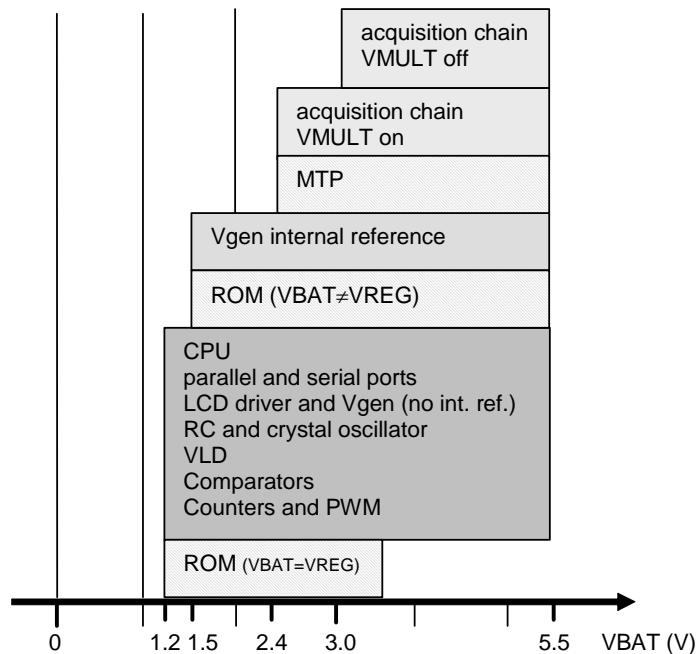 acquisition chain
VMULT off
acquisition chain
VMULT on
MTP
Vgen internal reference
ROM (VBAT≠VREG)
CPU
parallel and serial ports
LCD driver and Vgen (no int. ref.)
RC and crystal oscillator
VLD
Comparators
Counters and PWM
ROM (VBAT=VREG)
0 1.2 1.5 2.4 3.0 5.5 VBAT (V)